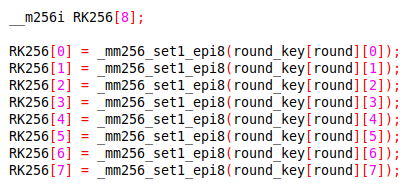 __m256i RK[8];
RK256[0] = _mm256_set1_epi8(round_key[round][0]);
RK256[1] = _mm256_set1_epi8(round_key[round][1]);
RK256[2] = _mm256_set1_epi8(round_key[round][2]);
RK256[3] = _mm256_set1_epi8(round_key[round][3]);
RK256[4] = _mm256_set1_epi8(round_key[round][4]);
RK256[5] = _mm256_set1_epi8(round_key[round][5]);
RK256[6] = _mm256_set1_epi8(round_key[round][6]);
RK256[7] = _mm256_set1_epi8(round_key[round][7]);